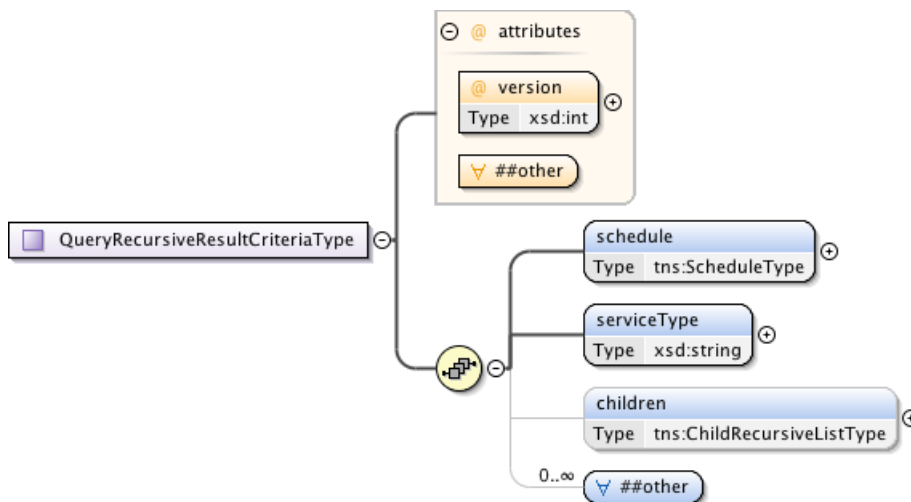 @ attributes
@ version
Type xsd:int
∀ ##other
QueryRecursiveResultCriteriaType
schedule
Type tns:ScheduleType
serviceType
Type xsd:string
children
Type tns:ChildRecursiveListType
0..∞
∀ ##other